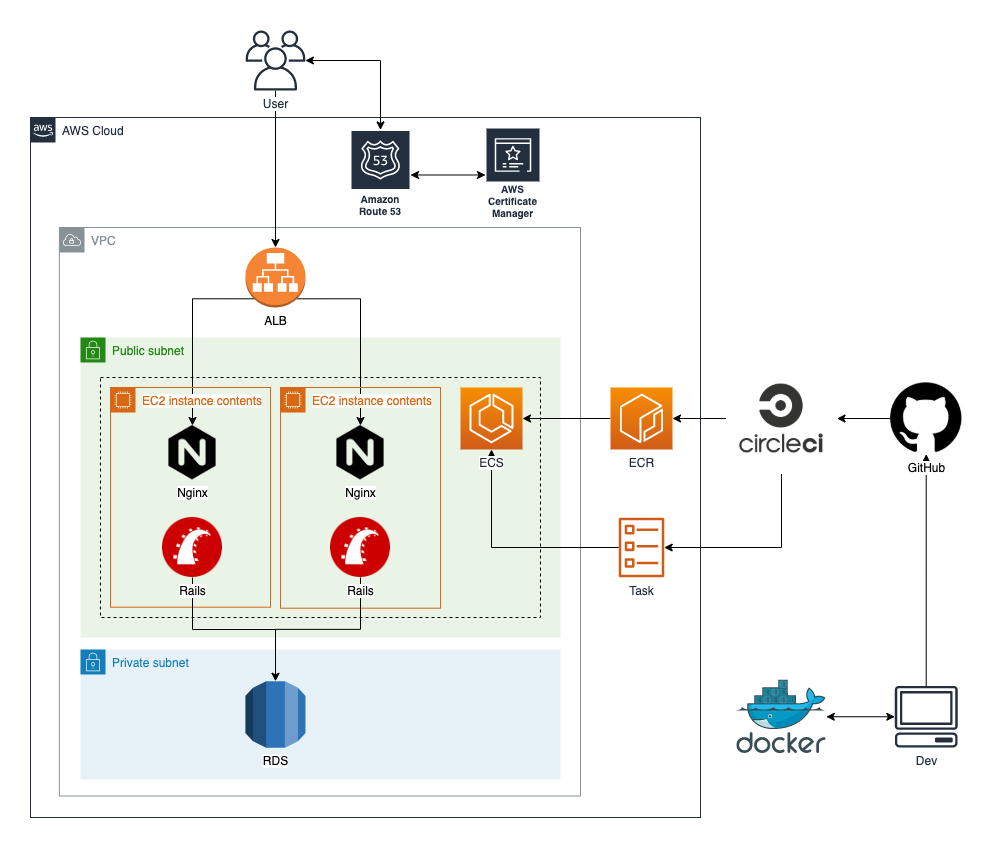 User
aws
AWS Cloud
53
Amazon
Route 53
AWS
Certificate
Manager
VPC
ALB
Public subnet
EC2 instance contents
EC2 instance contents
N
Nginx
N
Nginx
ECS
ECR
circleci
GitHub
Rails
Rails
Task
Private subnet
RDS
docker
Dev